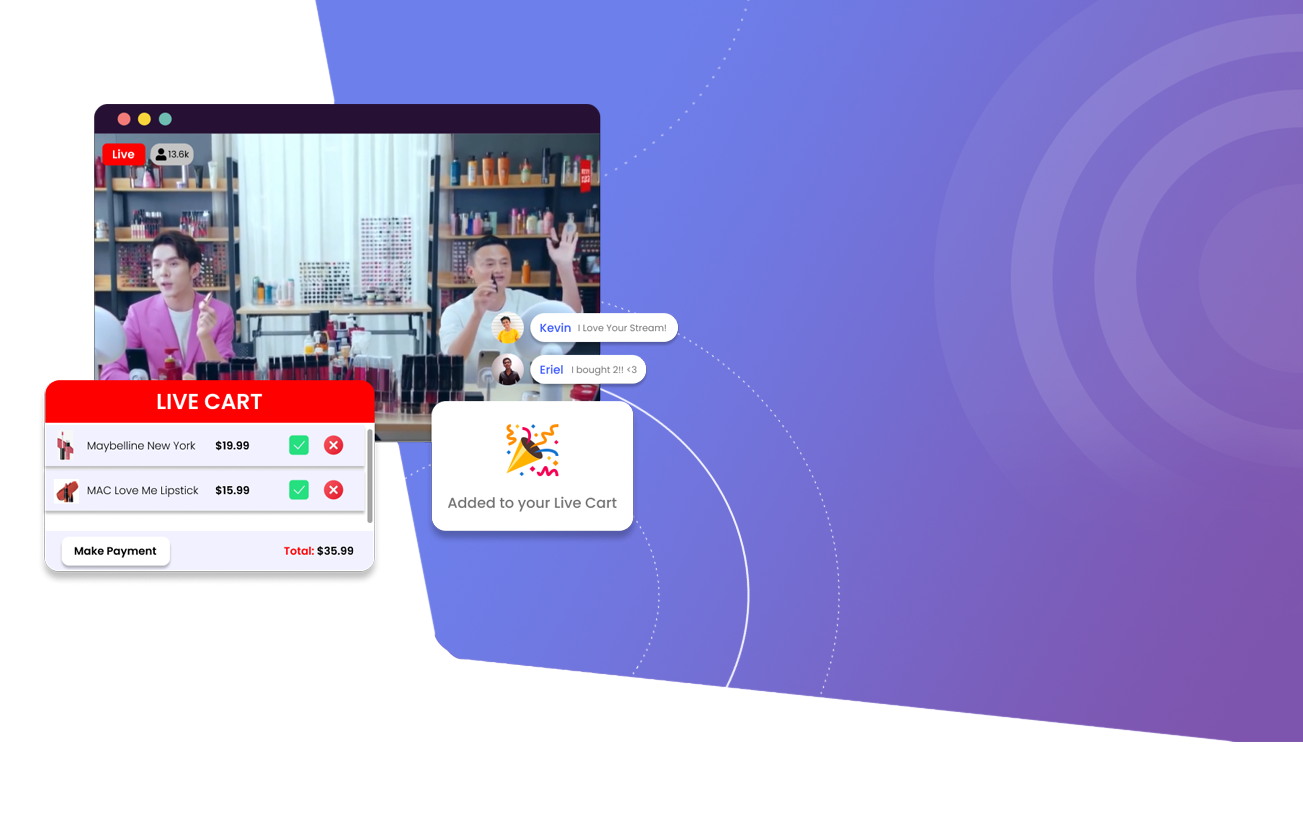 Live
13.6k
Kevin I Love Your Stream!
Eriel I bought 2!! <3
LIVE CART
Maybelline New York $19.99
MAC Love Me Lipstick $15.99
Make Payment Total: $35.99
Added to your Live Cart